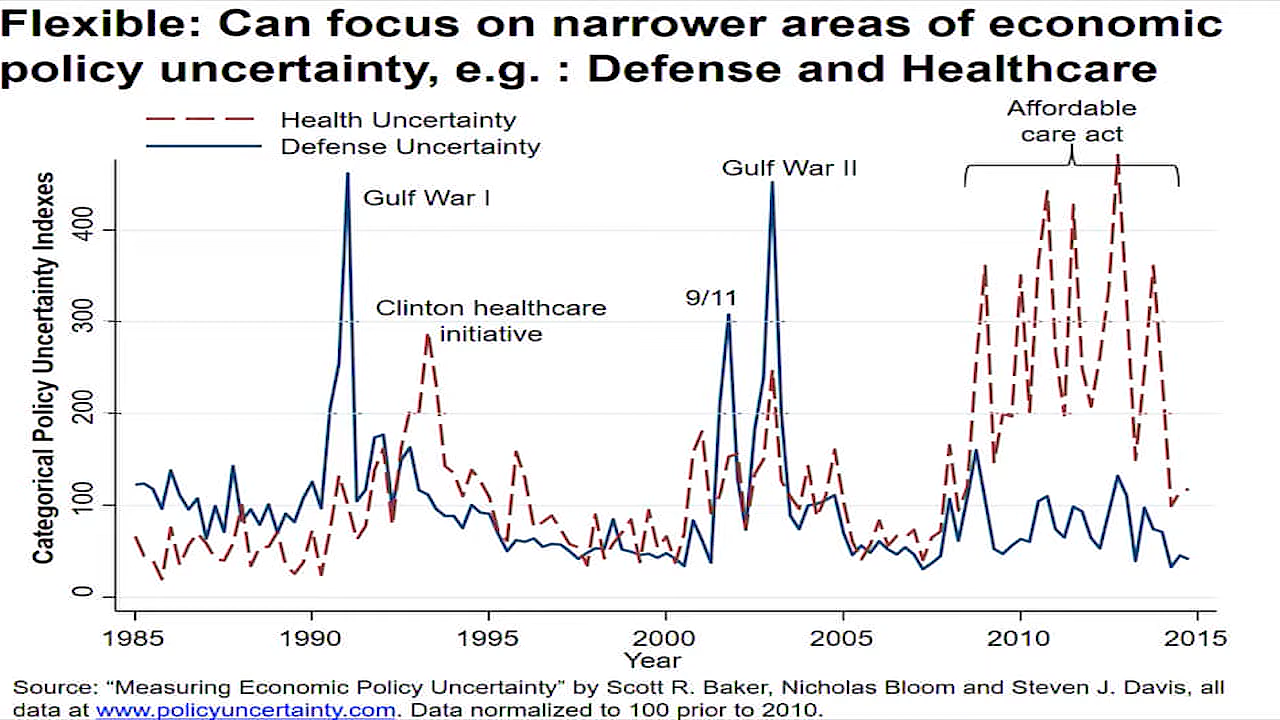 Flexible: Can focus on narrower areas of economic
policy uncertainty, e.g. : Defense and Healthcare
Health Uncertainty
Defense Uncertainty
Affordable
care act
Gulf War I
Gulf War II
Clinton healthcare
initiative
9/11
Categorical Policy Uncertainty Indexes
400
300
200
100
0
1985 1990 1995 2000 2005 2010 2015
Year
Source: “Measuring Economic Policy Uncertainty” by Scott R. Baker, Nicholas Bloom and Steven J. Davis, all
data at www.policyuncertainty.com. Data normalized to 100 prior to 2010.